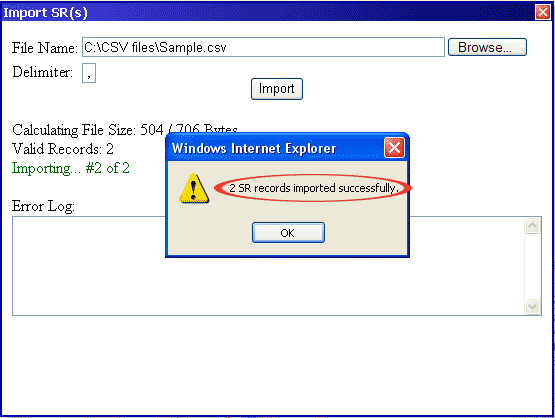 Import SR(s)
File Name: C:\CSV files\Sample.csv Browse...
Delimiter: ,
Import
Calculating File Size: 504 / 706 Bytes
Valid Records: 2
Importing... #2 of 2
Windows Internet Explorer
2 SR records imported successfully.
OK
Error Log: